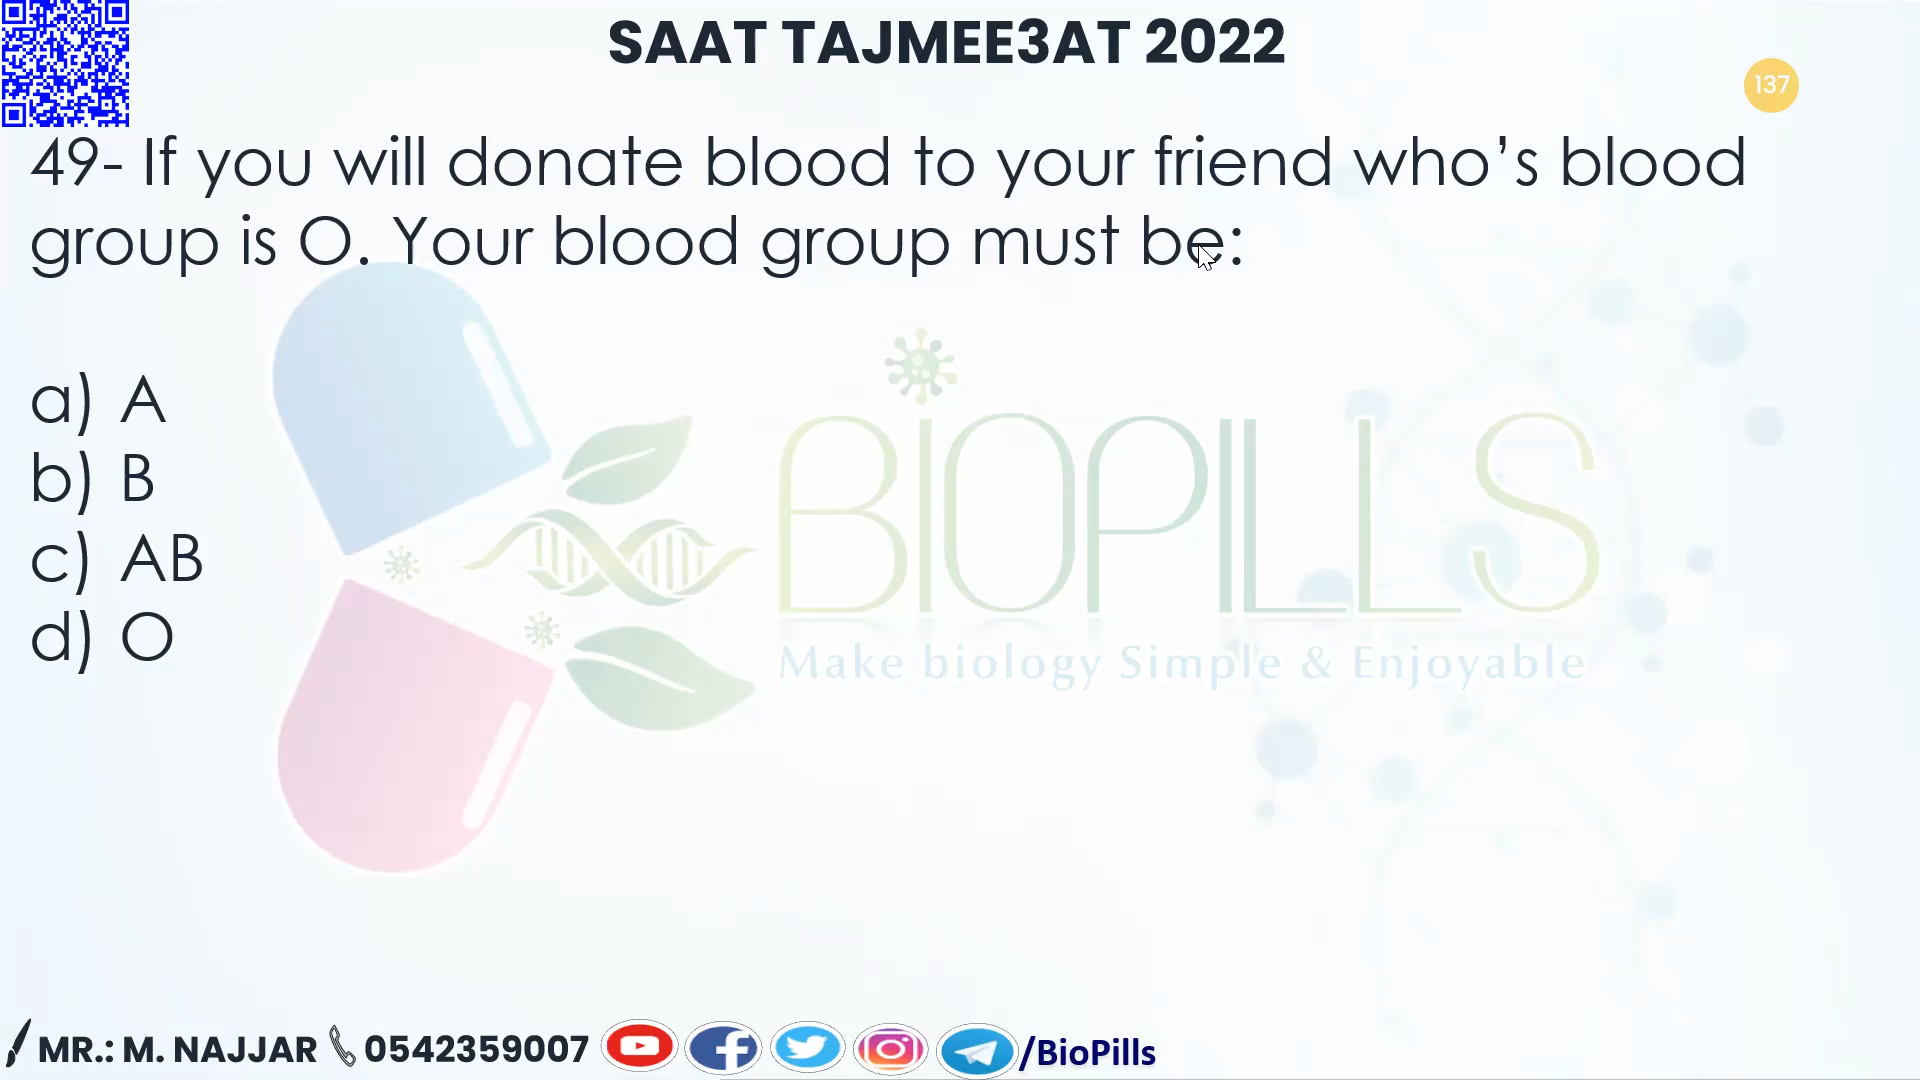 SAAT TAJMEE3AT 2022
137
49- If you will donate blood to your friend who’s blood
group is O. Your blood group must be:
a) A
b) B
c) AB
d) O
BIOPILLS
Make biology Simple & Enjoyable
MR.: M. NAJJAR 0542359007 /BioPills